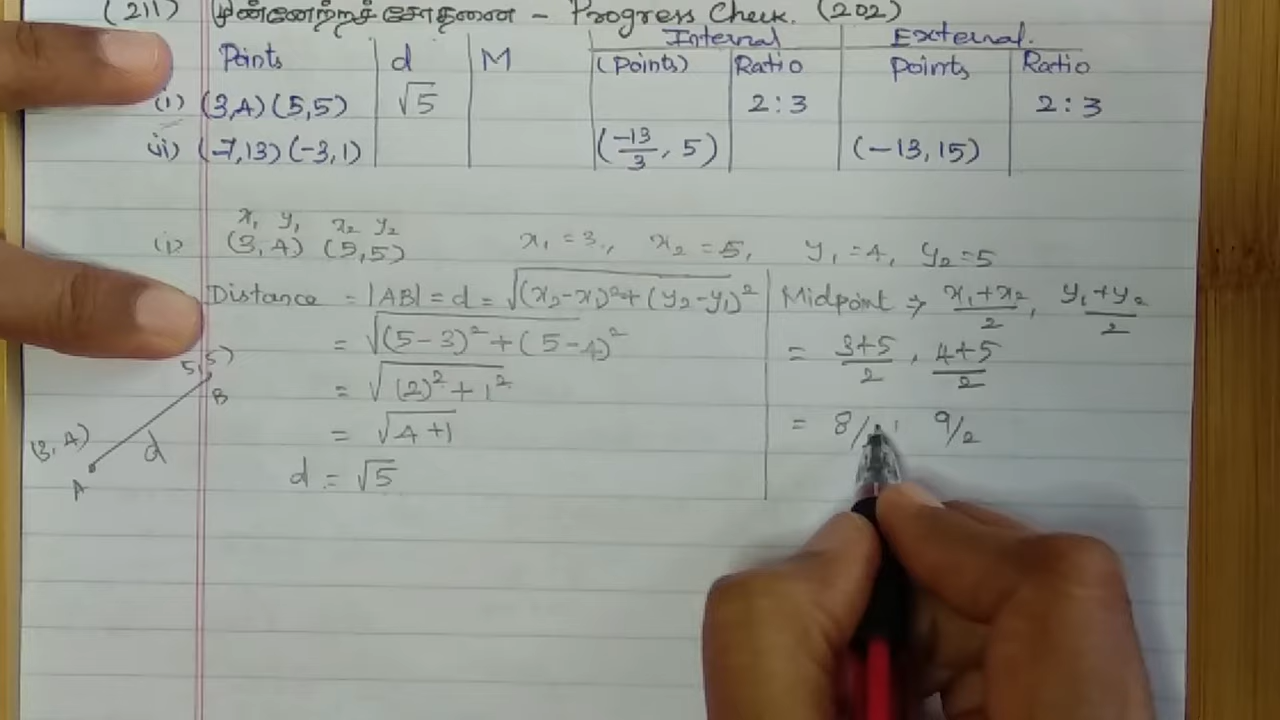 (211) முன்னேற்றச் சோதனை - Progress Check. (202)
Internal External.
Points d M (Points) Ratio Points Ratio
(i) (3,4) (5,5) √5 2:3 2:3
(ii) (-7,13) (-3,1) (-13/3, 5) (-13,15)
x₁ y₁ x₂ y₂
(i) (3,4) (5,5) x₁ = 3, x₂ = 5, y₁ = 4, y₂ = 5
Distance = |AB| = d = √(x₂-x₁)²+(y₂-y₁)² Midpoint ⇒ x₁+x₂/2, y₁+y₂/2
= √(5-3)²+(5-4)² = 3+5/2, 4+5/2
5,5)
B
= √(2)²+1²
= √4+1 = 8/ , 9/2
(3,4)
d
A
d = √5